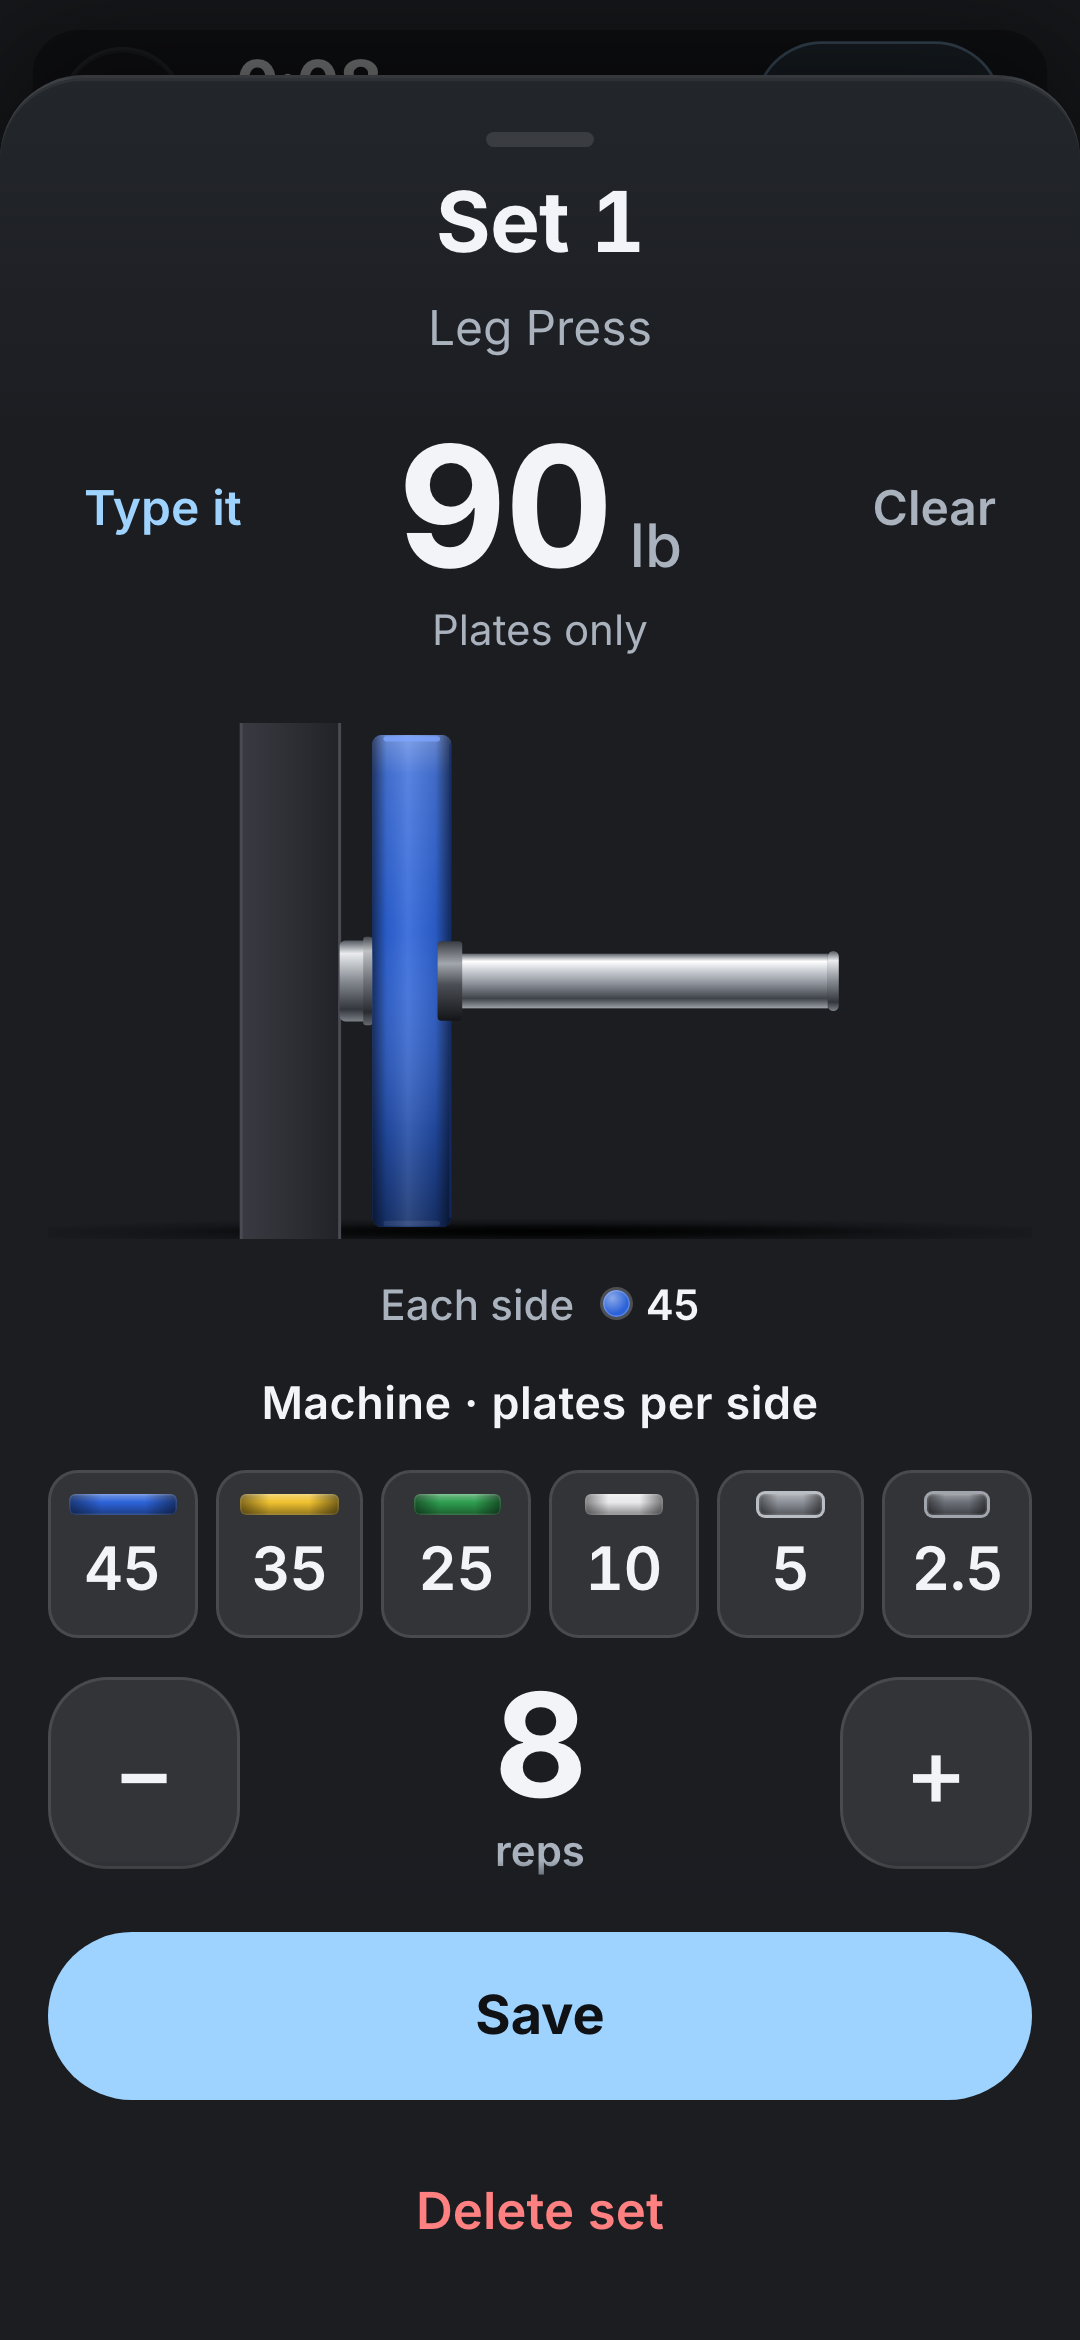 Set 1
Leg Press
Type it
90 lb
Clear
Plates only
Each side 45
Machine · plates per side
45 35 25 10 5 2.5
− 8 +
reps
Save
Delete set